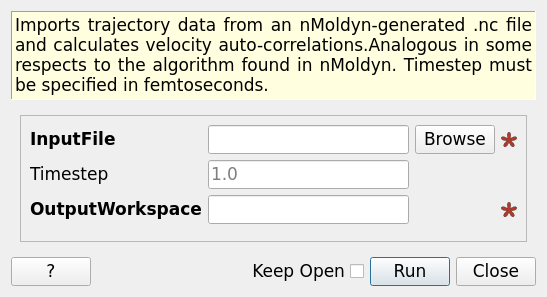 Imports trajectory data from an nMoldyn-generated .nc file
and calculates velocity auto-correlations.Analogous in some
respects to the algorithm found in nMoldyn. Timestep must
be specified in femtoseconds.
InputFile Browse *
Timestep 1.0
OutputWorkspace *
? Keep Open Run Close